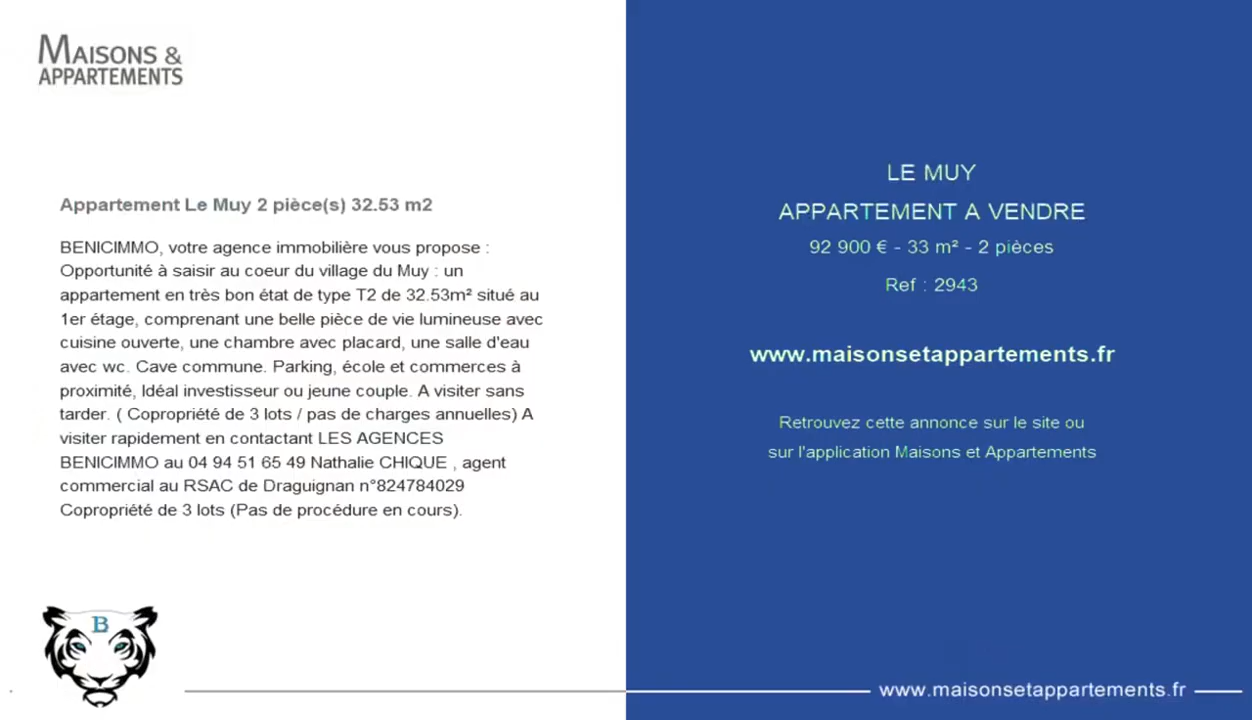 MAISONS &
APPARTEMENTS
Appartement Le Muy 2 pièce(s) 32.53 m2
BENICIMMO, votre agence immobilière vous propose :
Opportunité à saisir au coeur du village du Muy : un
appartement en très bon état de type T2 de 32.53m² situé au
1er étage, comprenant une belle pièce de vie lumineuse avec
cuisine ouverte, une chambre avec placard, une salle d'eau
avec wc. Cave commune. Parking, école et commerces à
proximité, Idéal investisseur ou jeune couple. A visiter sans
tarder. ( Copropriété de 3 lots / pas de charges annuelles) A
visiter rapidement en contactant LES AGENCES
BENICIMMO au 04 94 51 65 49 Nathalie CHIQUE , agent
commercial au RSAC de Draguignan n°824784029
Copropriété de 3 lots (Pas de procédure en cours).
B
LE MUY
APPARTEMENT A VENDRE
92 900 € - 33 m² - 2 pièces
Ref : 2943
www.maisonsetappartements.fr
Retrouvez cette annonce sur le site ou
sur l'application Maisons et Appartements
www.maisonsetappartements.fr